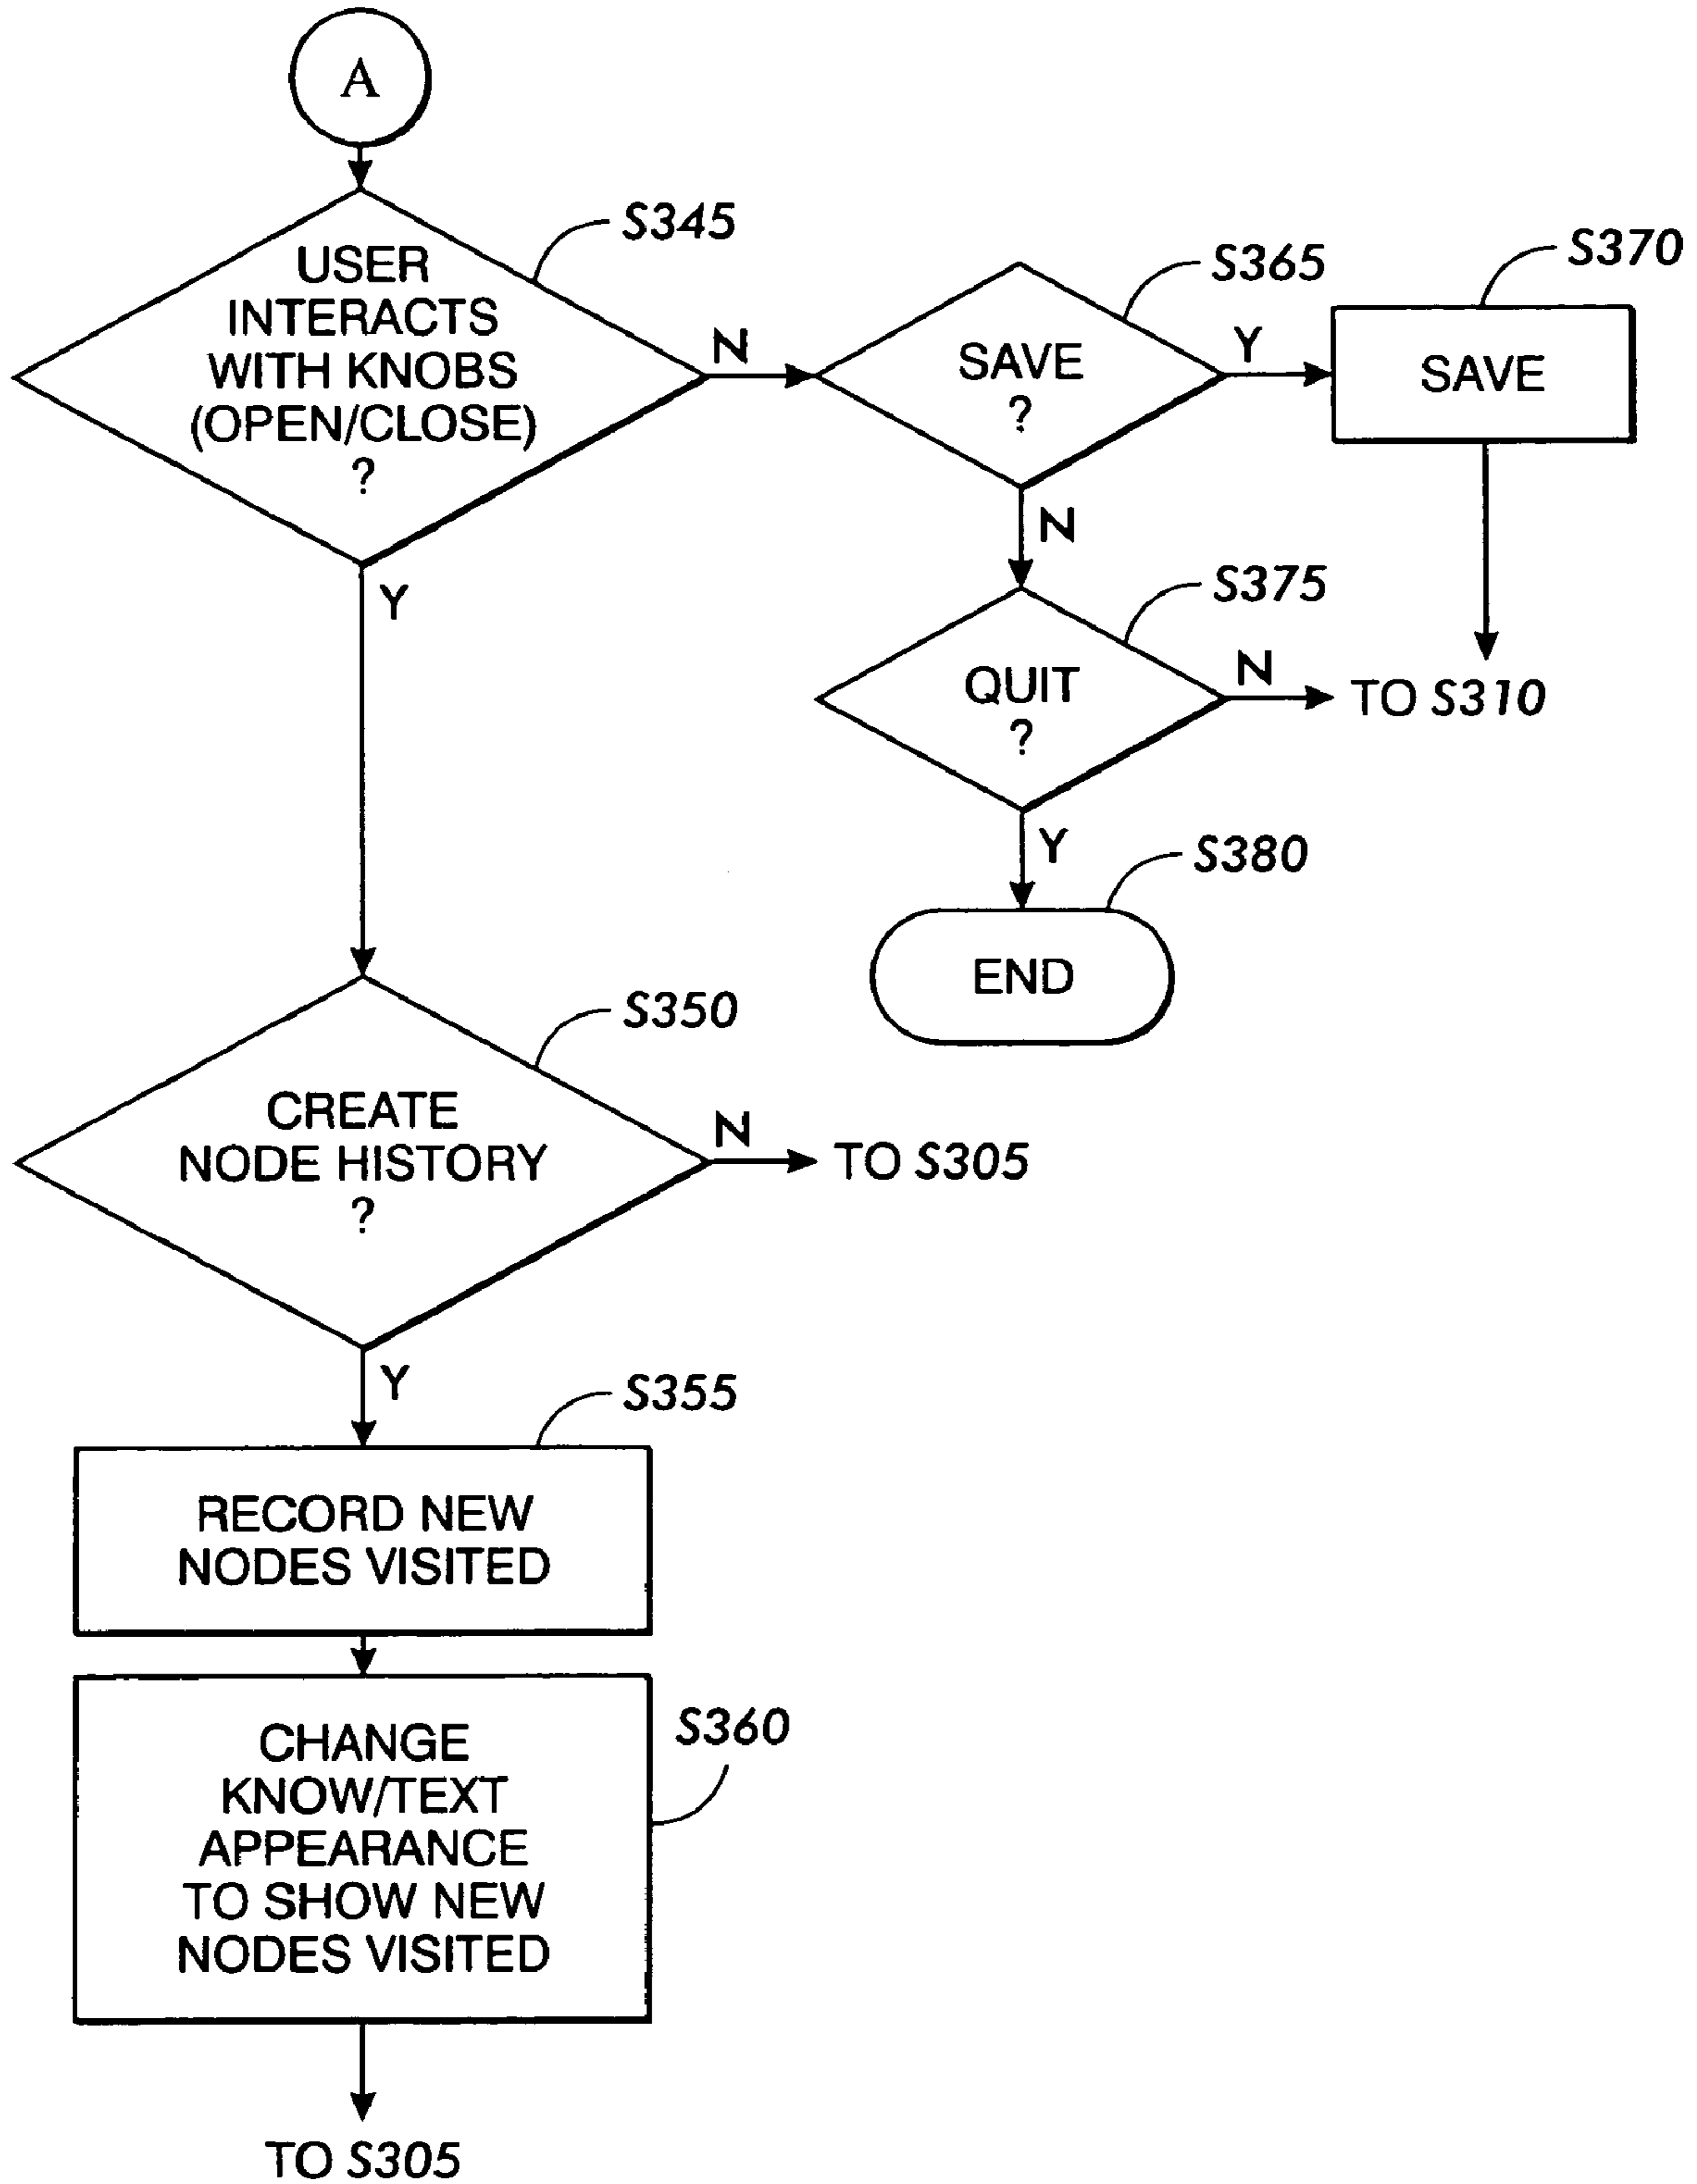 A
USER
INTERACTS
WITH KNOBS
(OPEN/CLOSE)
?
S345
N
Y
SAVE
?
S365
Y
N
SAVE
S370
QUIT
?
S375
N
TO S310
Y
END
S380
CREATE
NODE HISTORY
?
S350
N
TO S305
Y
RECORD NEW
NODES VISITED
S355
CHANGE
KNOW/TEXT
APPEARANCE
TO SHOW NEW
NODES VISITED
S360
TO S305